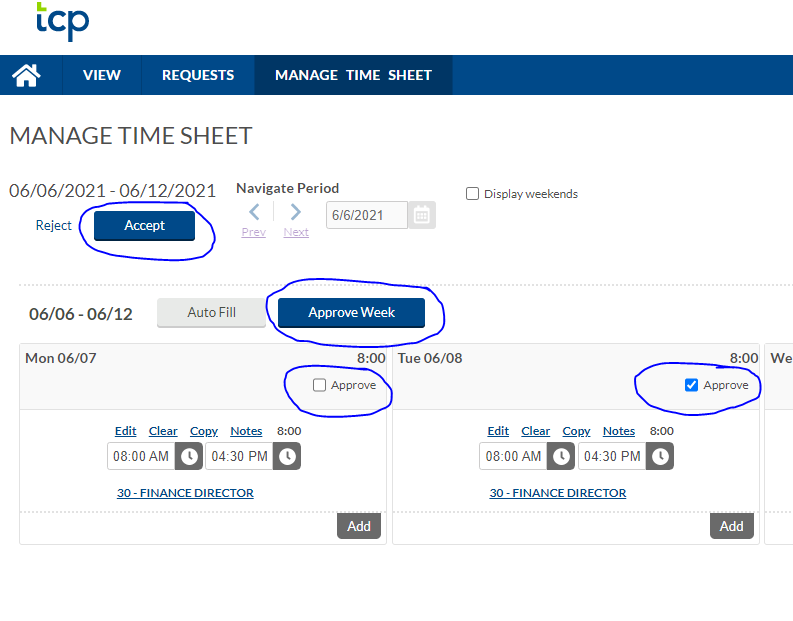 tcp
VIEW REQUESTS MANAGE TIME SHEET
MANAGE TIME SHEET
06/06/2021 - 06/12/2021 Navigate Period
Display weekends
Reject Accept
6/6/2021
Prev Next
06/06 - 06/12 Auto Fill Approve Week
Mon 06/07 8:00 Tue 06/08 8:00 We
Approve Approve
Edit Clear Copy Notes 8:00 Edit Clear Copy Notes 8:00
08:00 AM 04:30 PM 08:00 AM 04:30 PM
30 - FINANCE DIRECTOR 30 - FINANCE DIRECTOR
Add Add